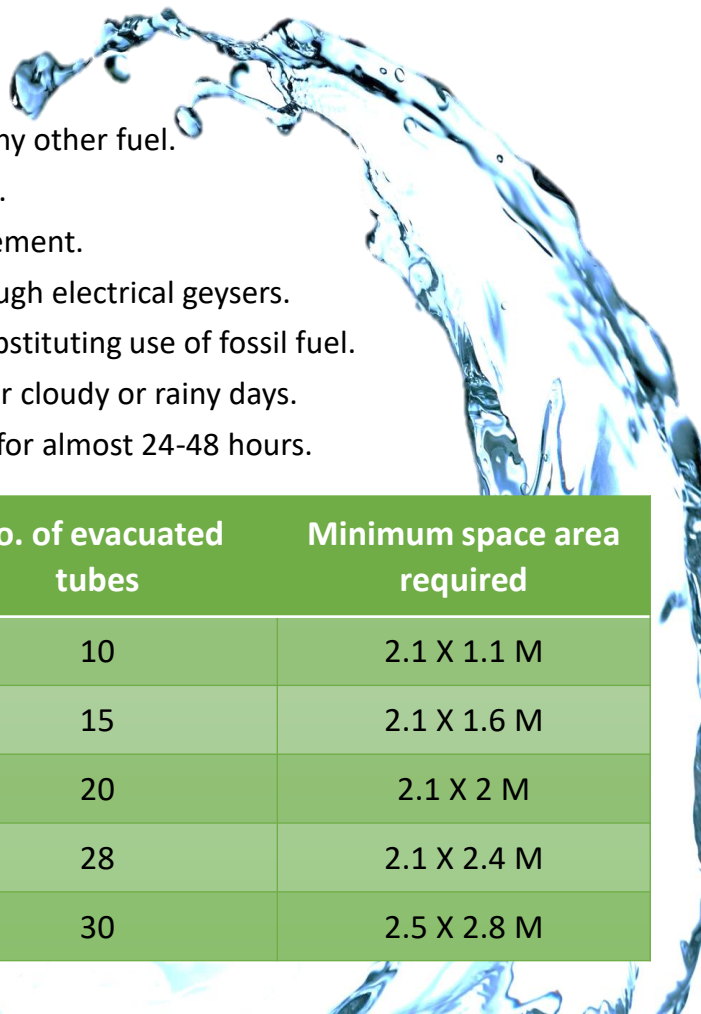 ny other fuel.
.
ement.
ugh electrical geysers.
bstituting use of fossil fuel.
r cloudy or rainy days.
for almost 24-48 hours.
o. of evacuated tubes Minimum space area required
10 2.1 X 1.1 M
15 2.1 X 1.6 M
20 2.1 X 2 M
28 2.1 X 2.4 M
30 2.5 X 2.8 M